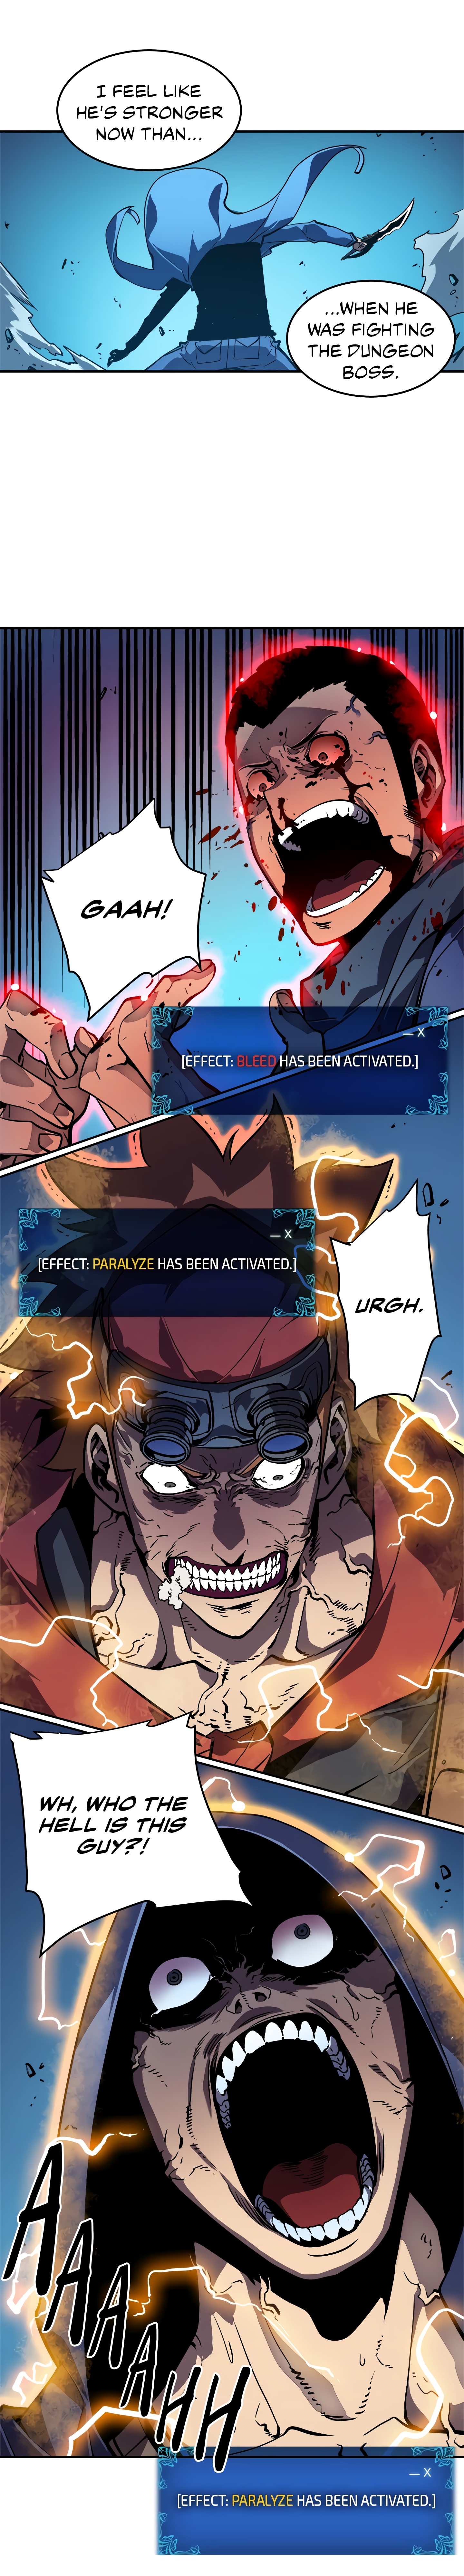 I FEEL LIKE
HE'S STRONGER
NOW THAN...
...WHEN HE
WAS FIGHTING
THE DUNGEON
BOSS.
GAAH!
— X
[EFFECT: BLEED HAS BEEN ACTIVATED.]
— X
[EFFECT: PARALYZE HAS BEEN ACTIVATED.]
URGH.
WH, WHO THE
HELL IS THIS
GUY?!
AAAAHH
— X
[EFFECT: PARALYZE HAS BEEN ACTIVATED.]